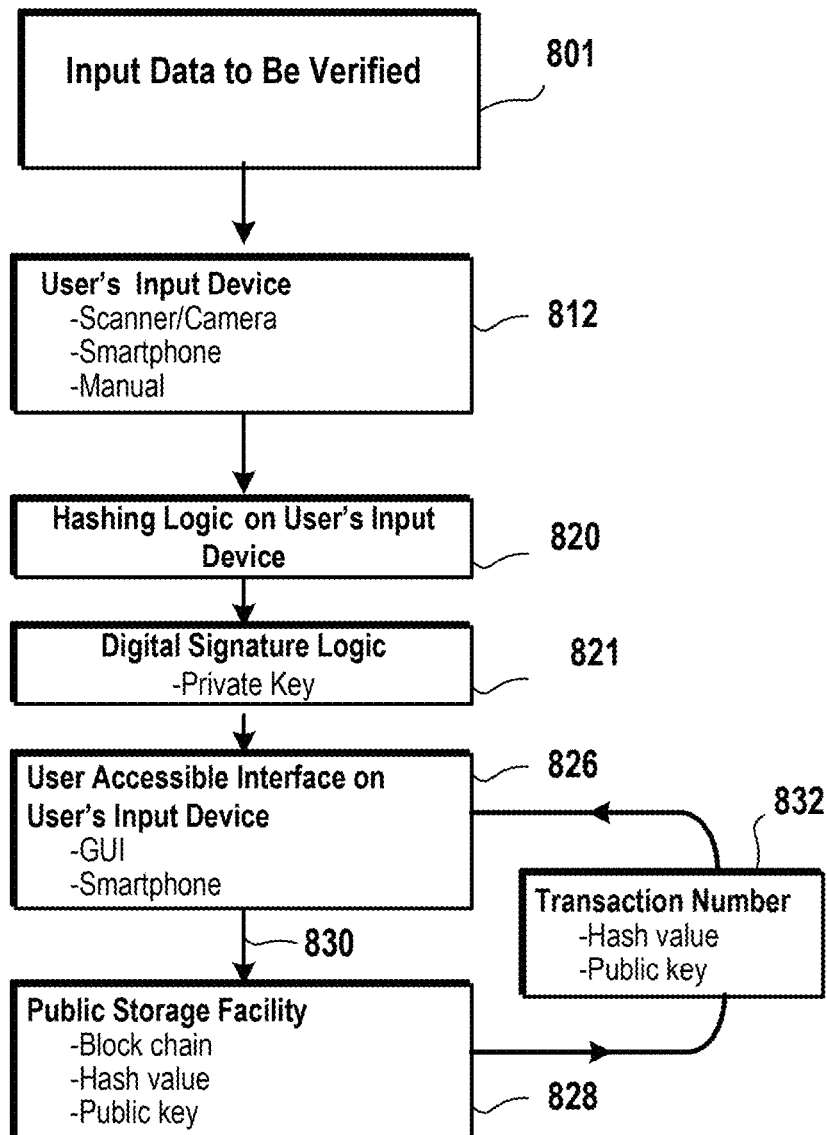 Input Data to Be Verified
801
User's Input Device
-Scanner/Camera
-Smartphone
-Manual
812
Hashing Logic on User's Input
Device
820
Digital Signature Logic
-Private Key
821
User Accessible Interface on
User's Input Device
-GUI
-Smartphone
826
832
Transaction Number
-Hash value
-Public key
830
Public Storage Facility
-Block chain
-Hash value
-Public key
828